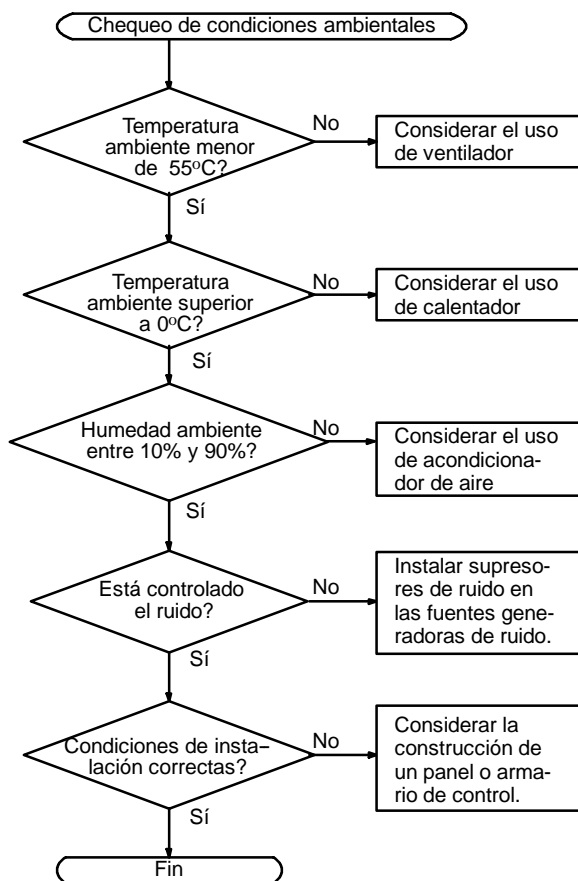 Chequeo de condiciones ambientales
Temperatura
ambiente menor
de 55ºC?
No
Considerar el uso
de ventilador
Sí
Temperatura
ambiente superior
a 0ºC?
No
Considerar el uso
de calentador
Sí
Humedad ambiente
entre 10% y 90%?
No
Considerar el uso
de acondiciona-
dor de aire
Sí
Está controlado
el ruido?
No
Instalar supreso-
res de ruido en
las fuentes gene-
radoras de ruido.
Sí
Condiciones de insta-
lación correctas?
No
Considerar la
construcción de
un panel o arma-
rio de control.
Sí
Fin